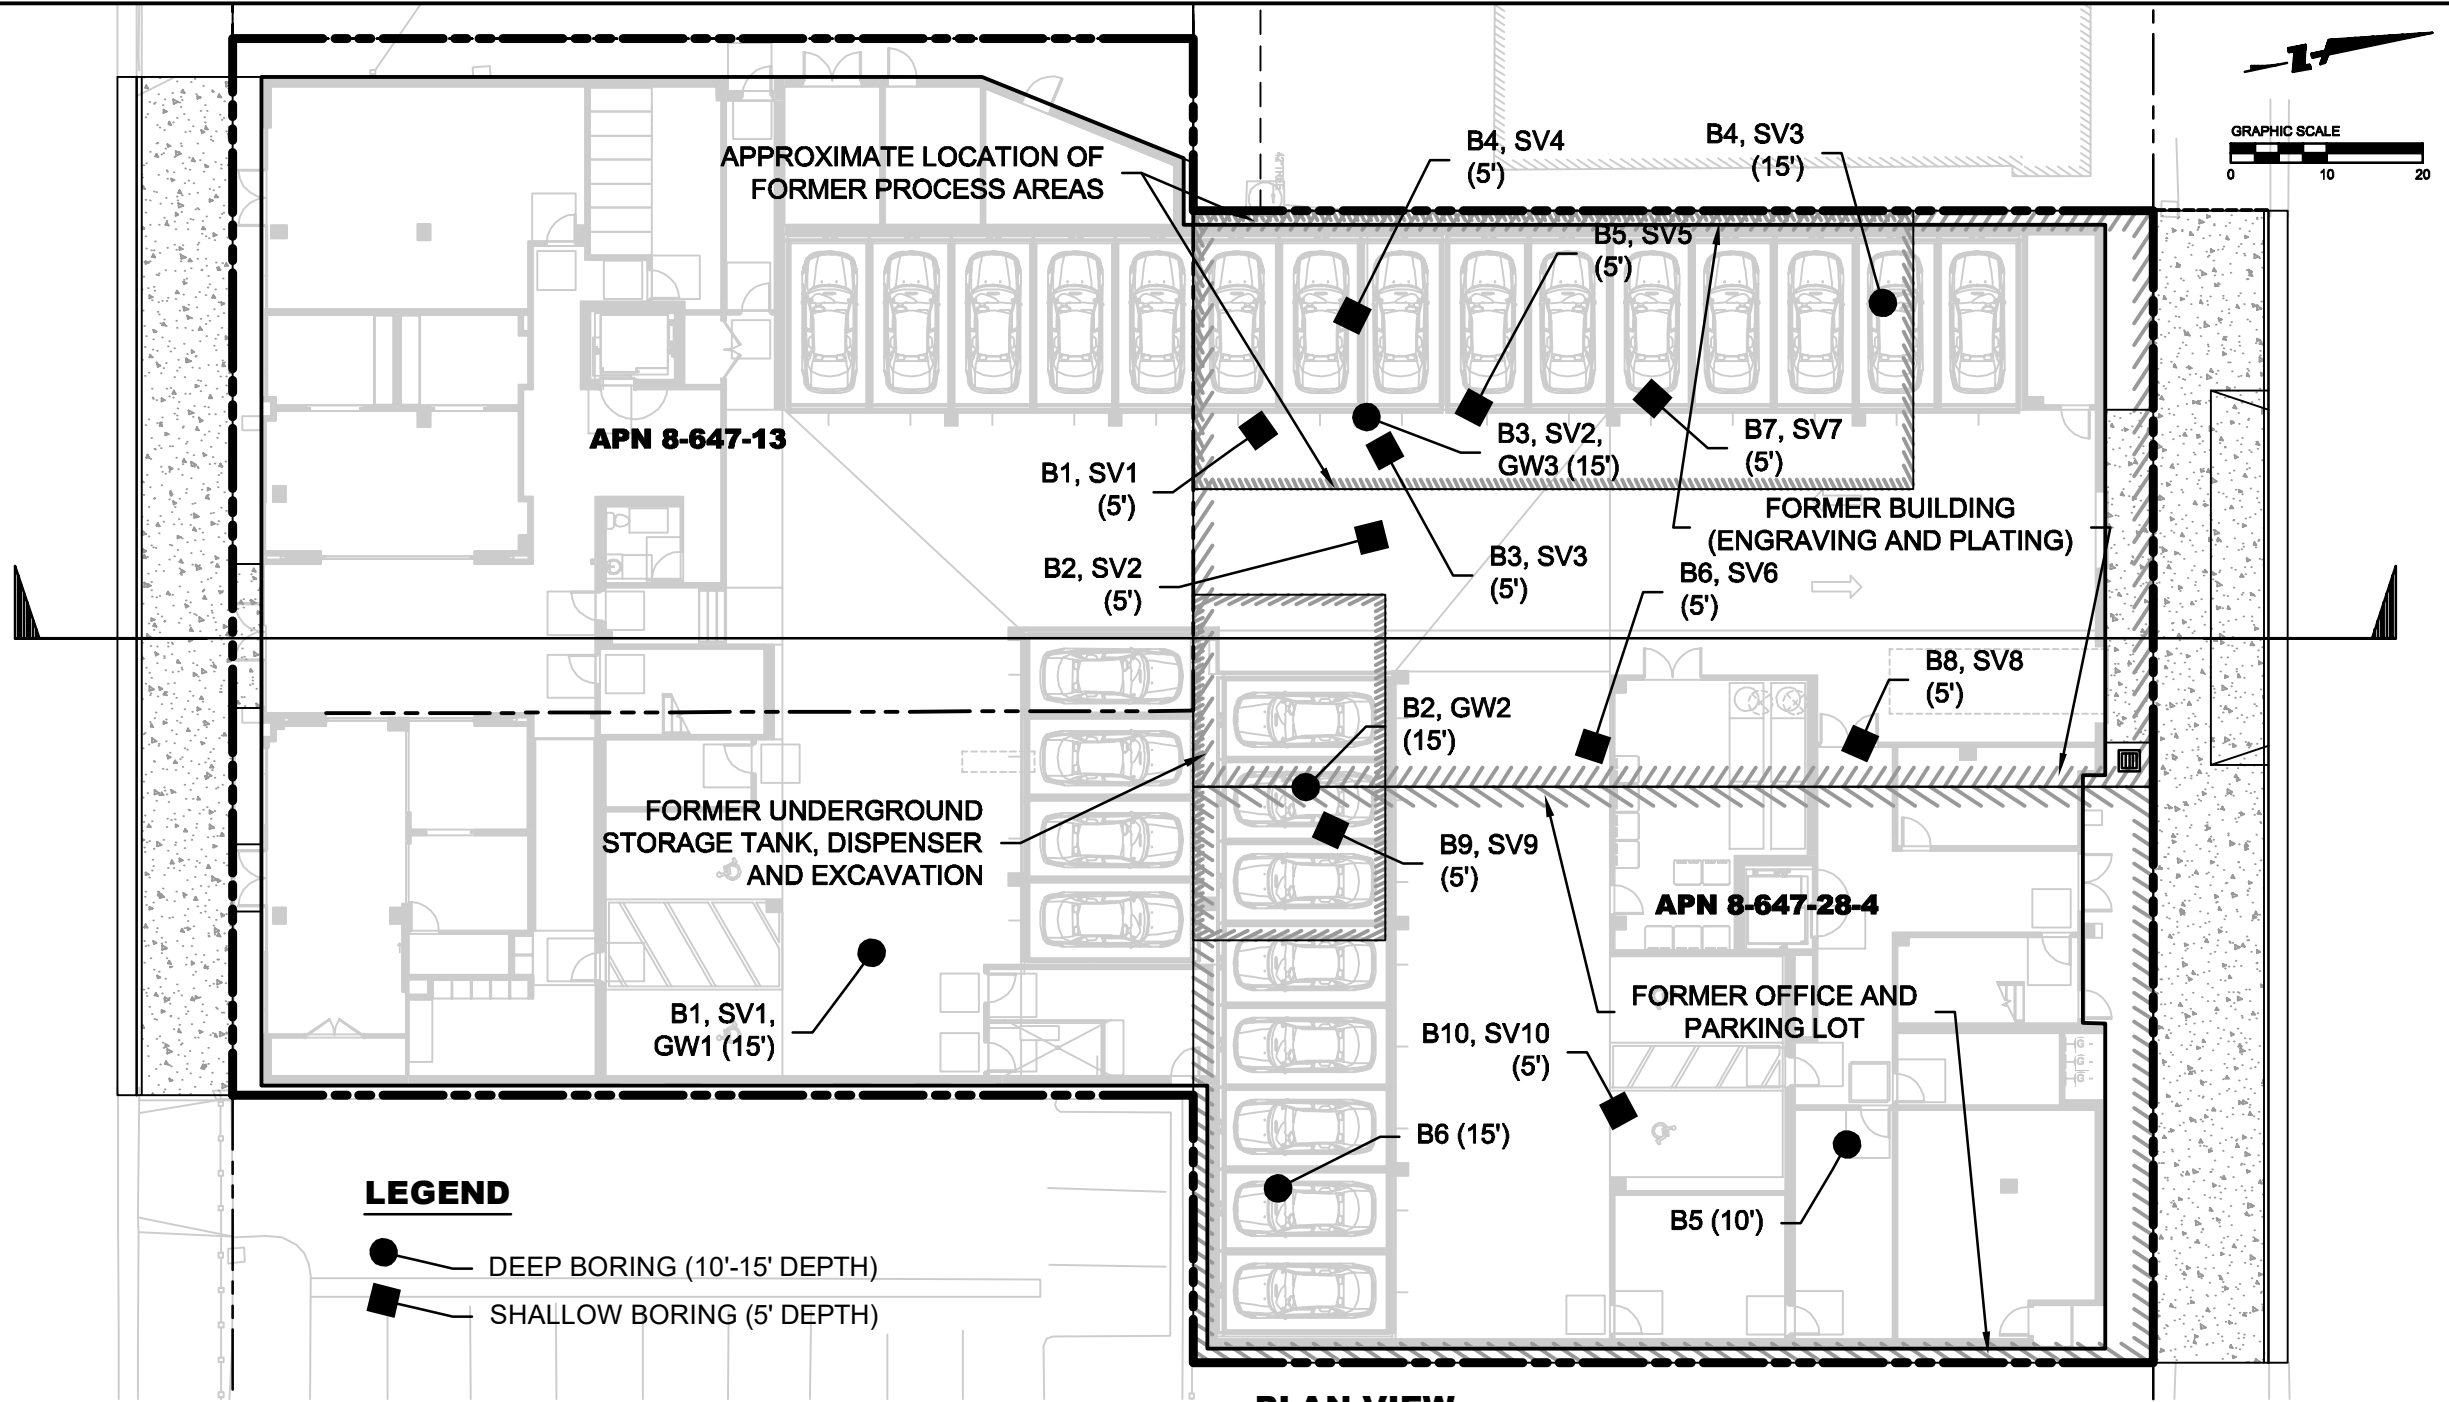 GRAPHIC SCALE
0 10 20
B4, SV4
(5')
B4, SV3
(15')
APPROXIMATE LOCATION OF
FORMER PROCESS AREAS
B5, SV5
(5')
APN 8-647-13
B1, SV1
(5')
B3, SV2,
GW3 (15')
B7, SV7
(5')
FORMER BUILDING
(ENGRAVING AND PLATING)
B2, SV2
(5')
B3, SV3
(5')
B6, SV6
(5')
B8, SV8
(5')
B2, GW2
(15')
FORMER UNDERGROUND
STORAGE TANK, DISPENSER
AND EXCAVATION
B9, SV9
(5')
APN 8-647-28-4
B1, SV1,
GW1 (15')
FORMER OFFICE AND
PARKING LOT
B10, SV10
(5')
B6 (15')
B5 (10')
LEGEND
DEEP BORING (10'-15' DEPTH)
SHALLOW BORING (5' DEPTH)
PLAN VIEW